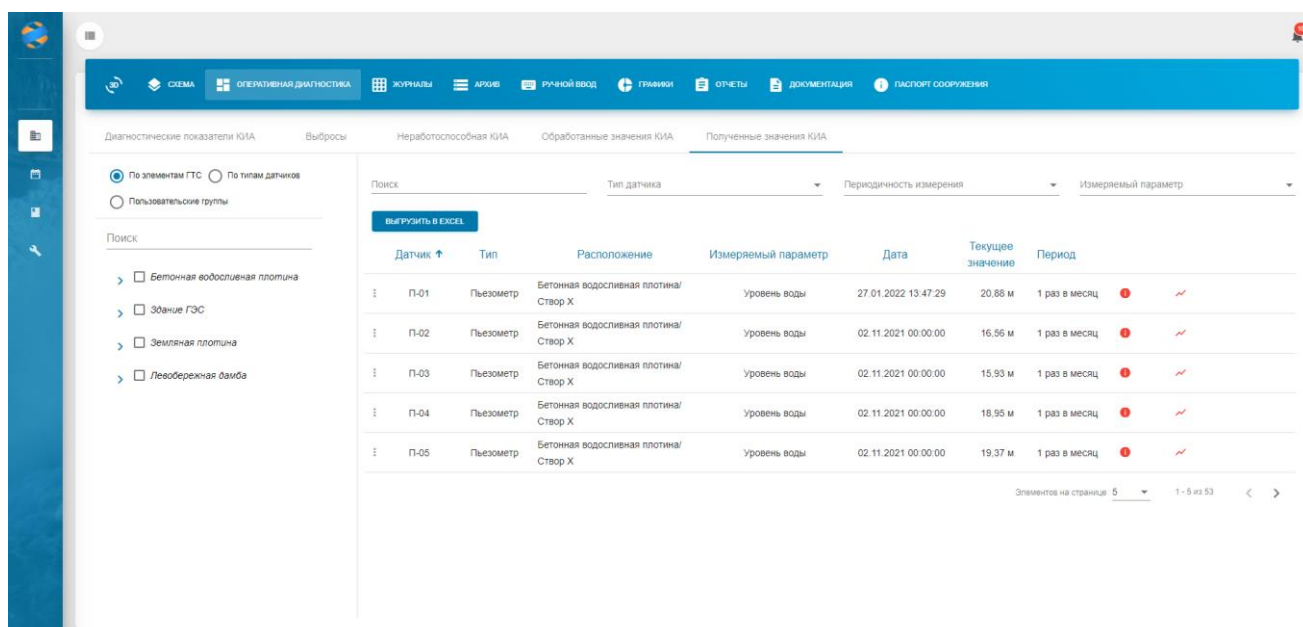 3D СХЕМА ОПЕРАТИВНАЯ ДИАГНОСТИКА ЖУРНАЛЫ АРХИВ РУЧНОЙ ВВОД ГРАФИКИ ОТЧЕТЫ ДОКУМЕНТАЦИЯ ПАСПОРТ СООРУЖЕНИЯ
Диагностические показатели КИА Выбросы Неработоспособная КИА Обработанные значения КИА Полученные значения КИА
По элементам ГТС По типам датчиков
Пользовательские группы
Поиск
Бетонная водосливная плотина
Здание ГЭС
Земляная плотина
Левобережная дамба
Поиск Тип датчика Периодичность измерения Измеряемый параметр
ВЫГРУЗИТЬ В EXCEL
Датчик Тип Расположение Измеряемый параметр Дата Текущее значение Период
П-01 Пьезометр Бетонная водосливная плотина/ Створ X Уровень воды 27.01.2022 13:47:29 20,88 м 1 раз в месяц
П-02 Пьезометр Бетонная водосливная плотина/ Створ X Уровень воды 02.11.2021 00:00:00 16,56 м 1 раз в месяц
П-03 Пьезометр Бетонная водосливная плотина/ Створ X Уровень воды 02.11.2021 00:00:00 15,93 м 1 раз в месяц
П-04 Пьезометр Бетонная водосливная плотина/ Створ X Уровень воды 02.11.2021 00:00:00 18,95 м 1 раз в месяц
П-05 Пьезометр Бетонная водосливная плотина/ Створ X Уровень воды 02.11.2021 00:00:00 19,37 м 1 раз в месяц
Элементов на странице 5 1 - 5 из 53